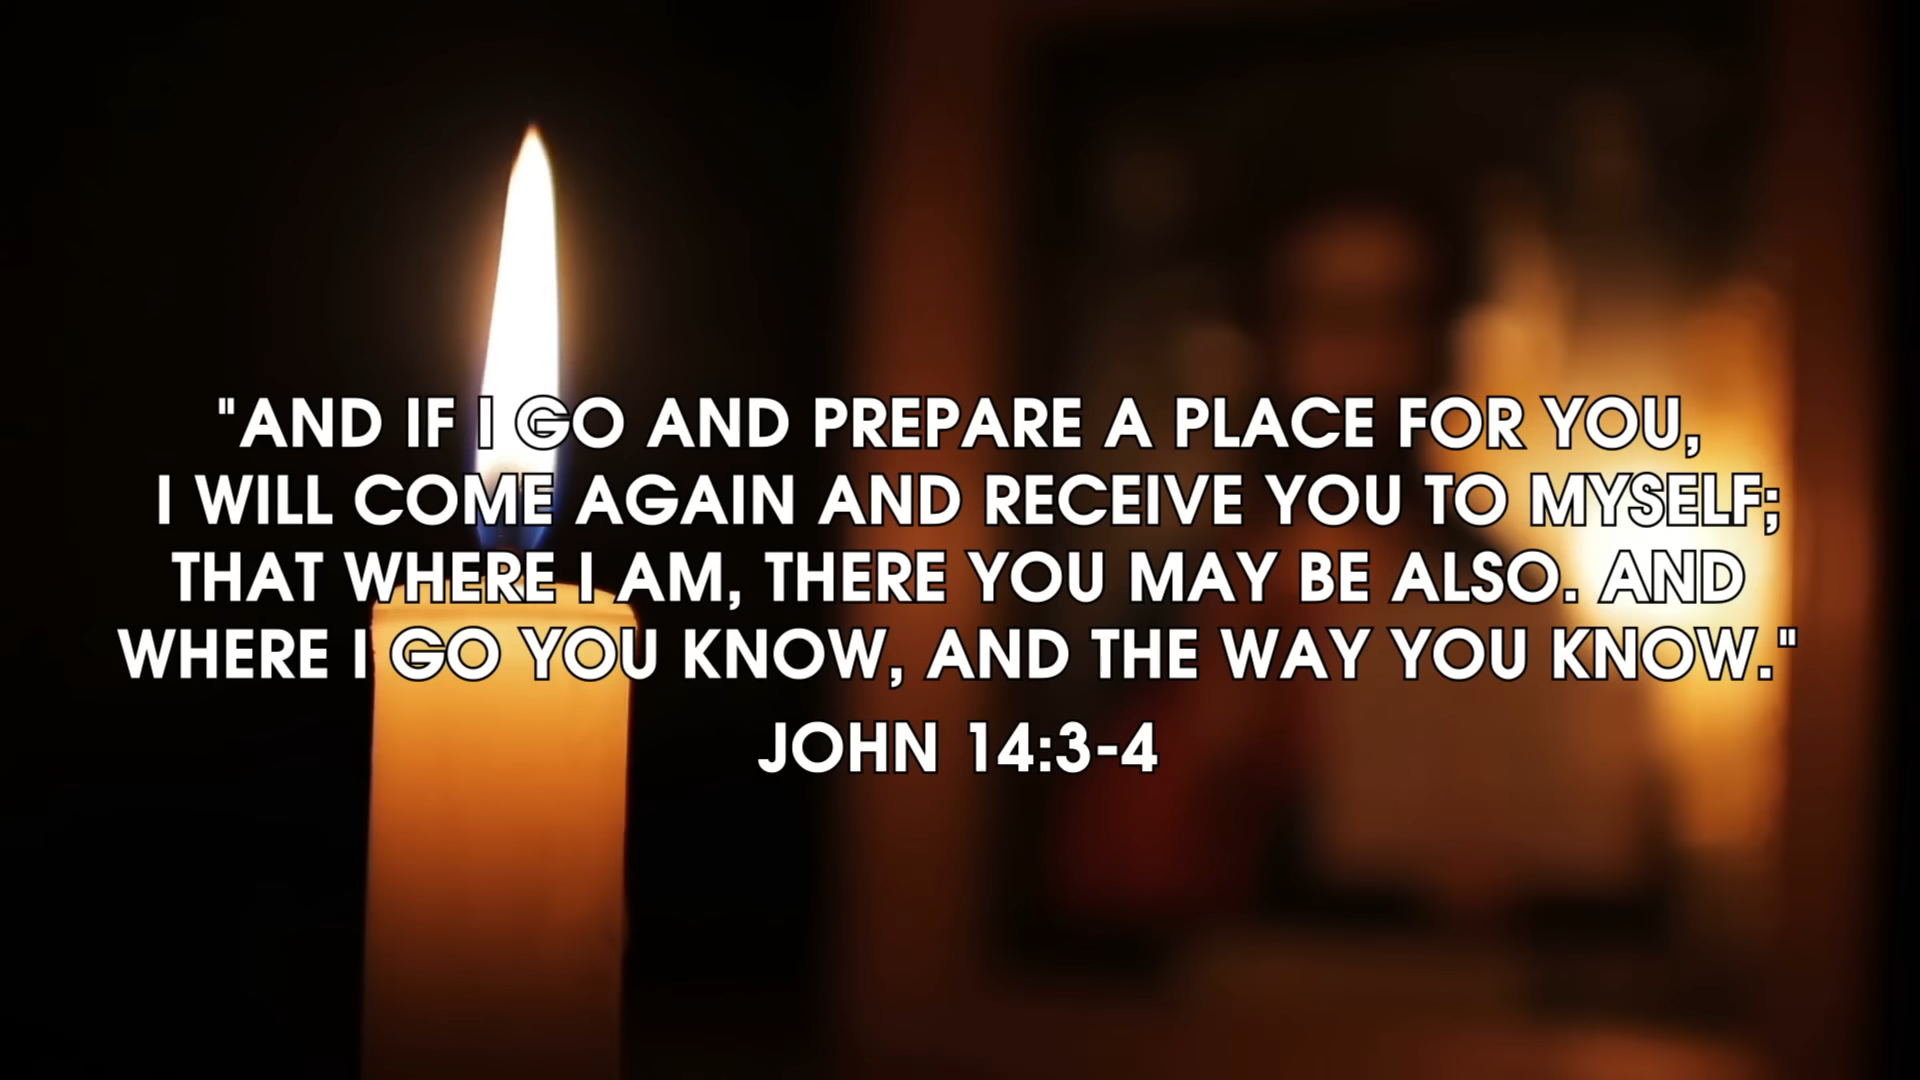 "AND IF I GO AND PREPARE A PLACE FOR YOU,
I WILL COME AGAIN AND RECEIVE YOU TO MYSELF;
THAT WHERE I AM, THERE YOU MAY BE ALSO. AND
WHERE I GO YOU KNOW, AND THE WAY YOU KNOW."
JOHN 14:3-4